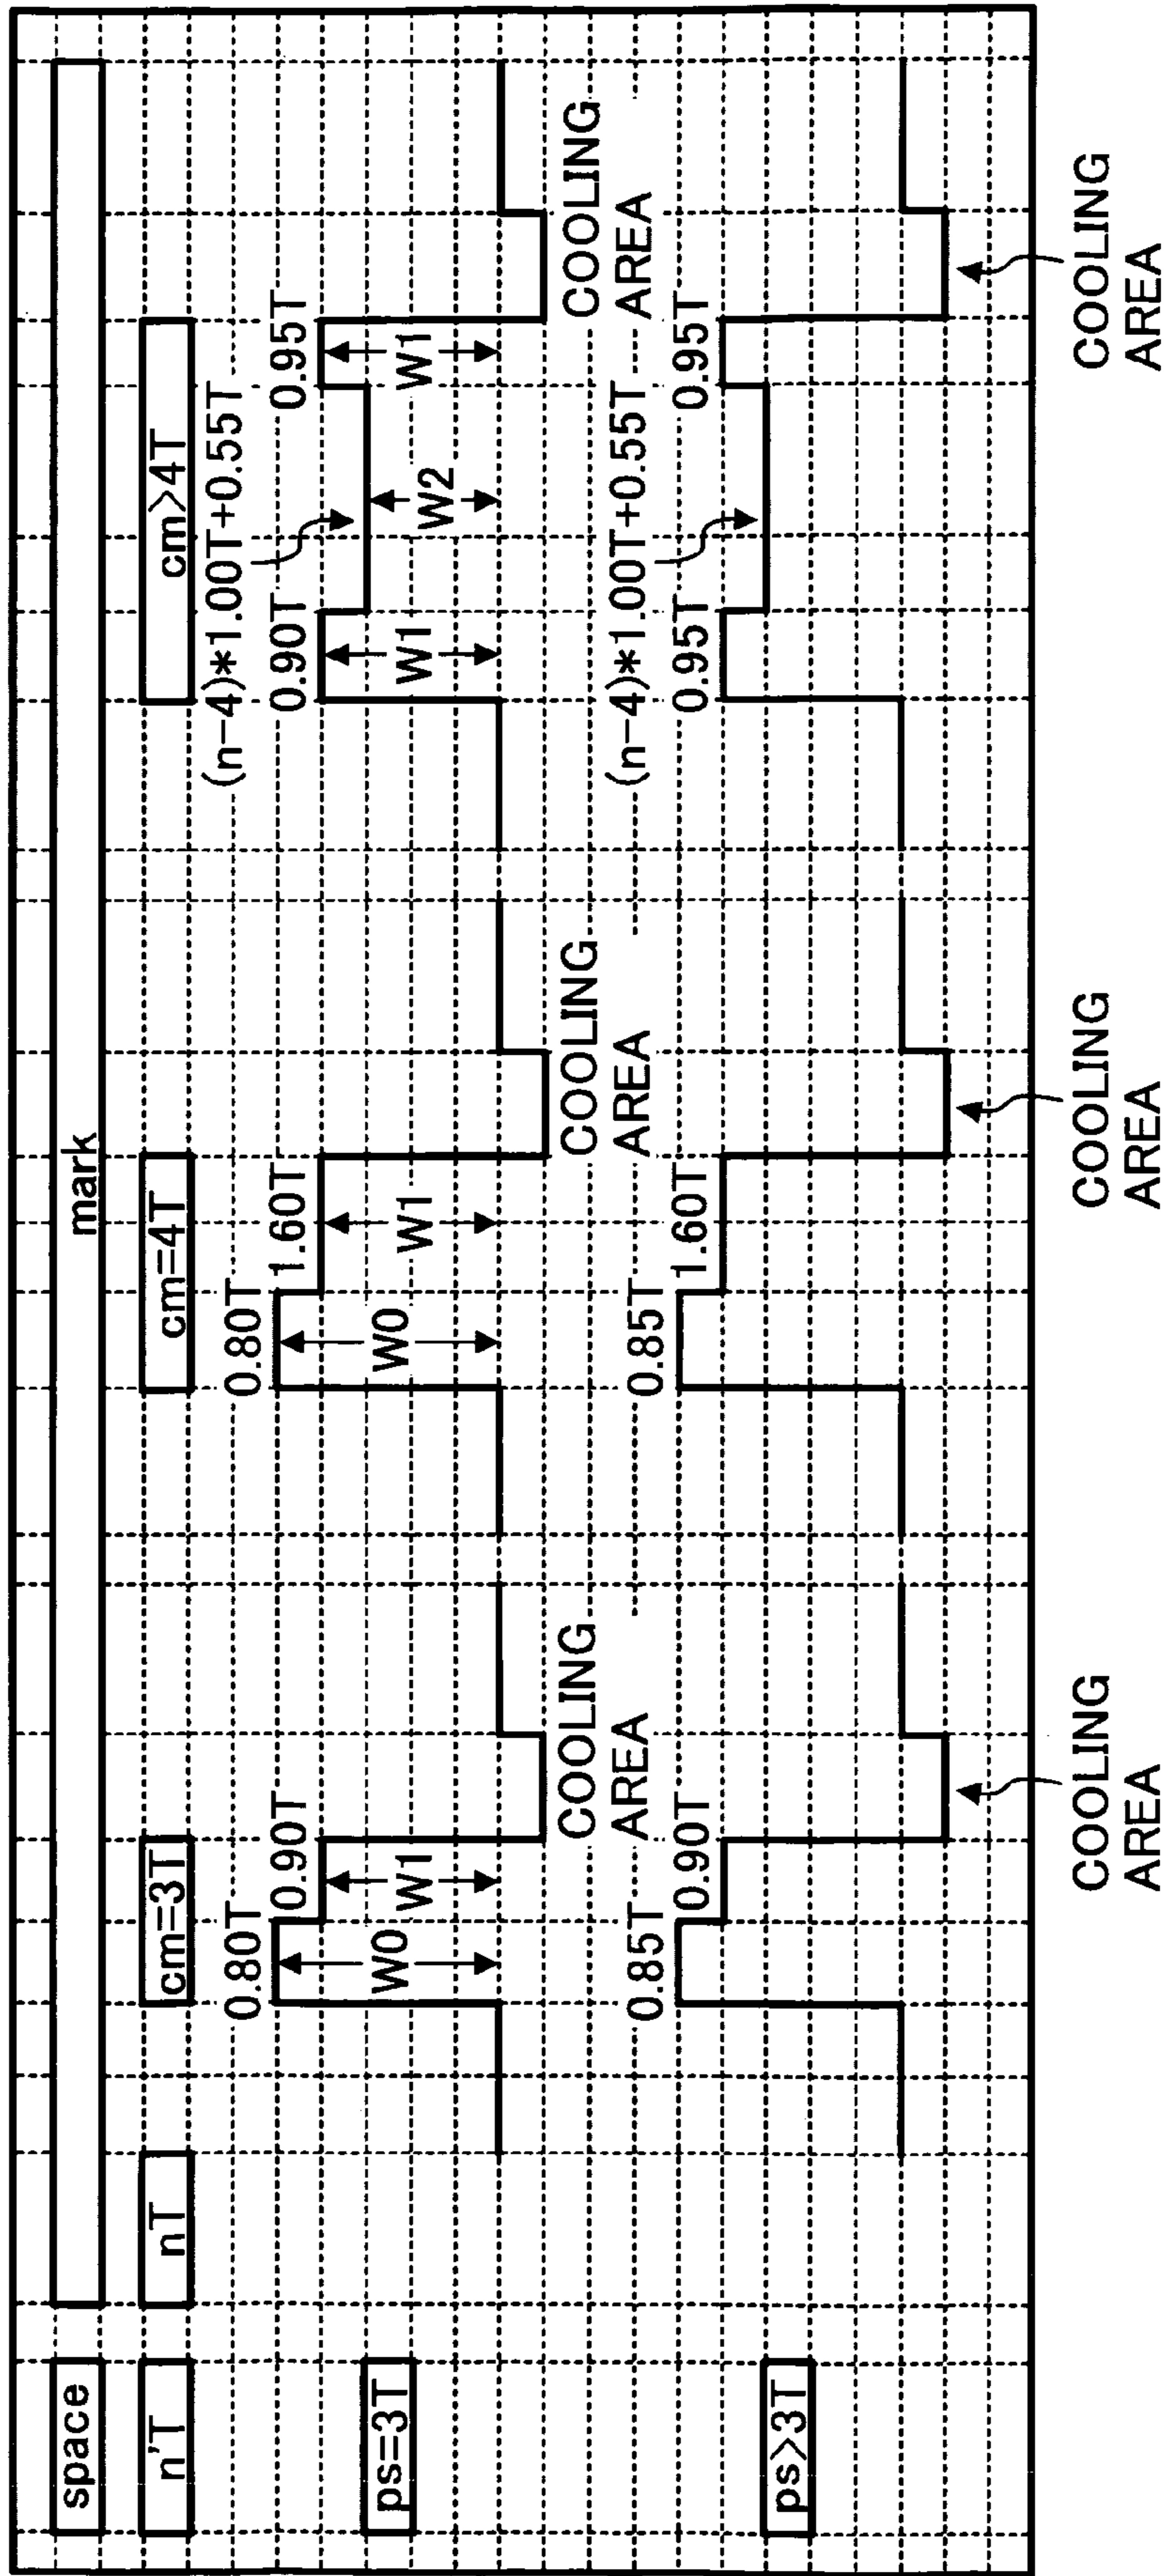 space
mark
n'T
nT
cm=3T
cm=4T
cm>4T
(n-4)*1.00T+0.55T
ps=3T
0.80T
0.90T
0.80T
1.60T
0.90T
0.95T
W0
W1
W0
W1
W1
W2
W1
COOLING
AREA
COOLING
AREA
COOLING
AREA
(n-4)*1.00T+0.55T
ps>3T
0.85T
0.90T
0.85T
1.60T
0.95T
0.95T
COOLING
AREA
COOLING
AREA
COOLING
AREA